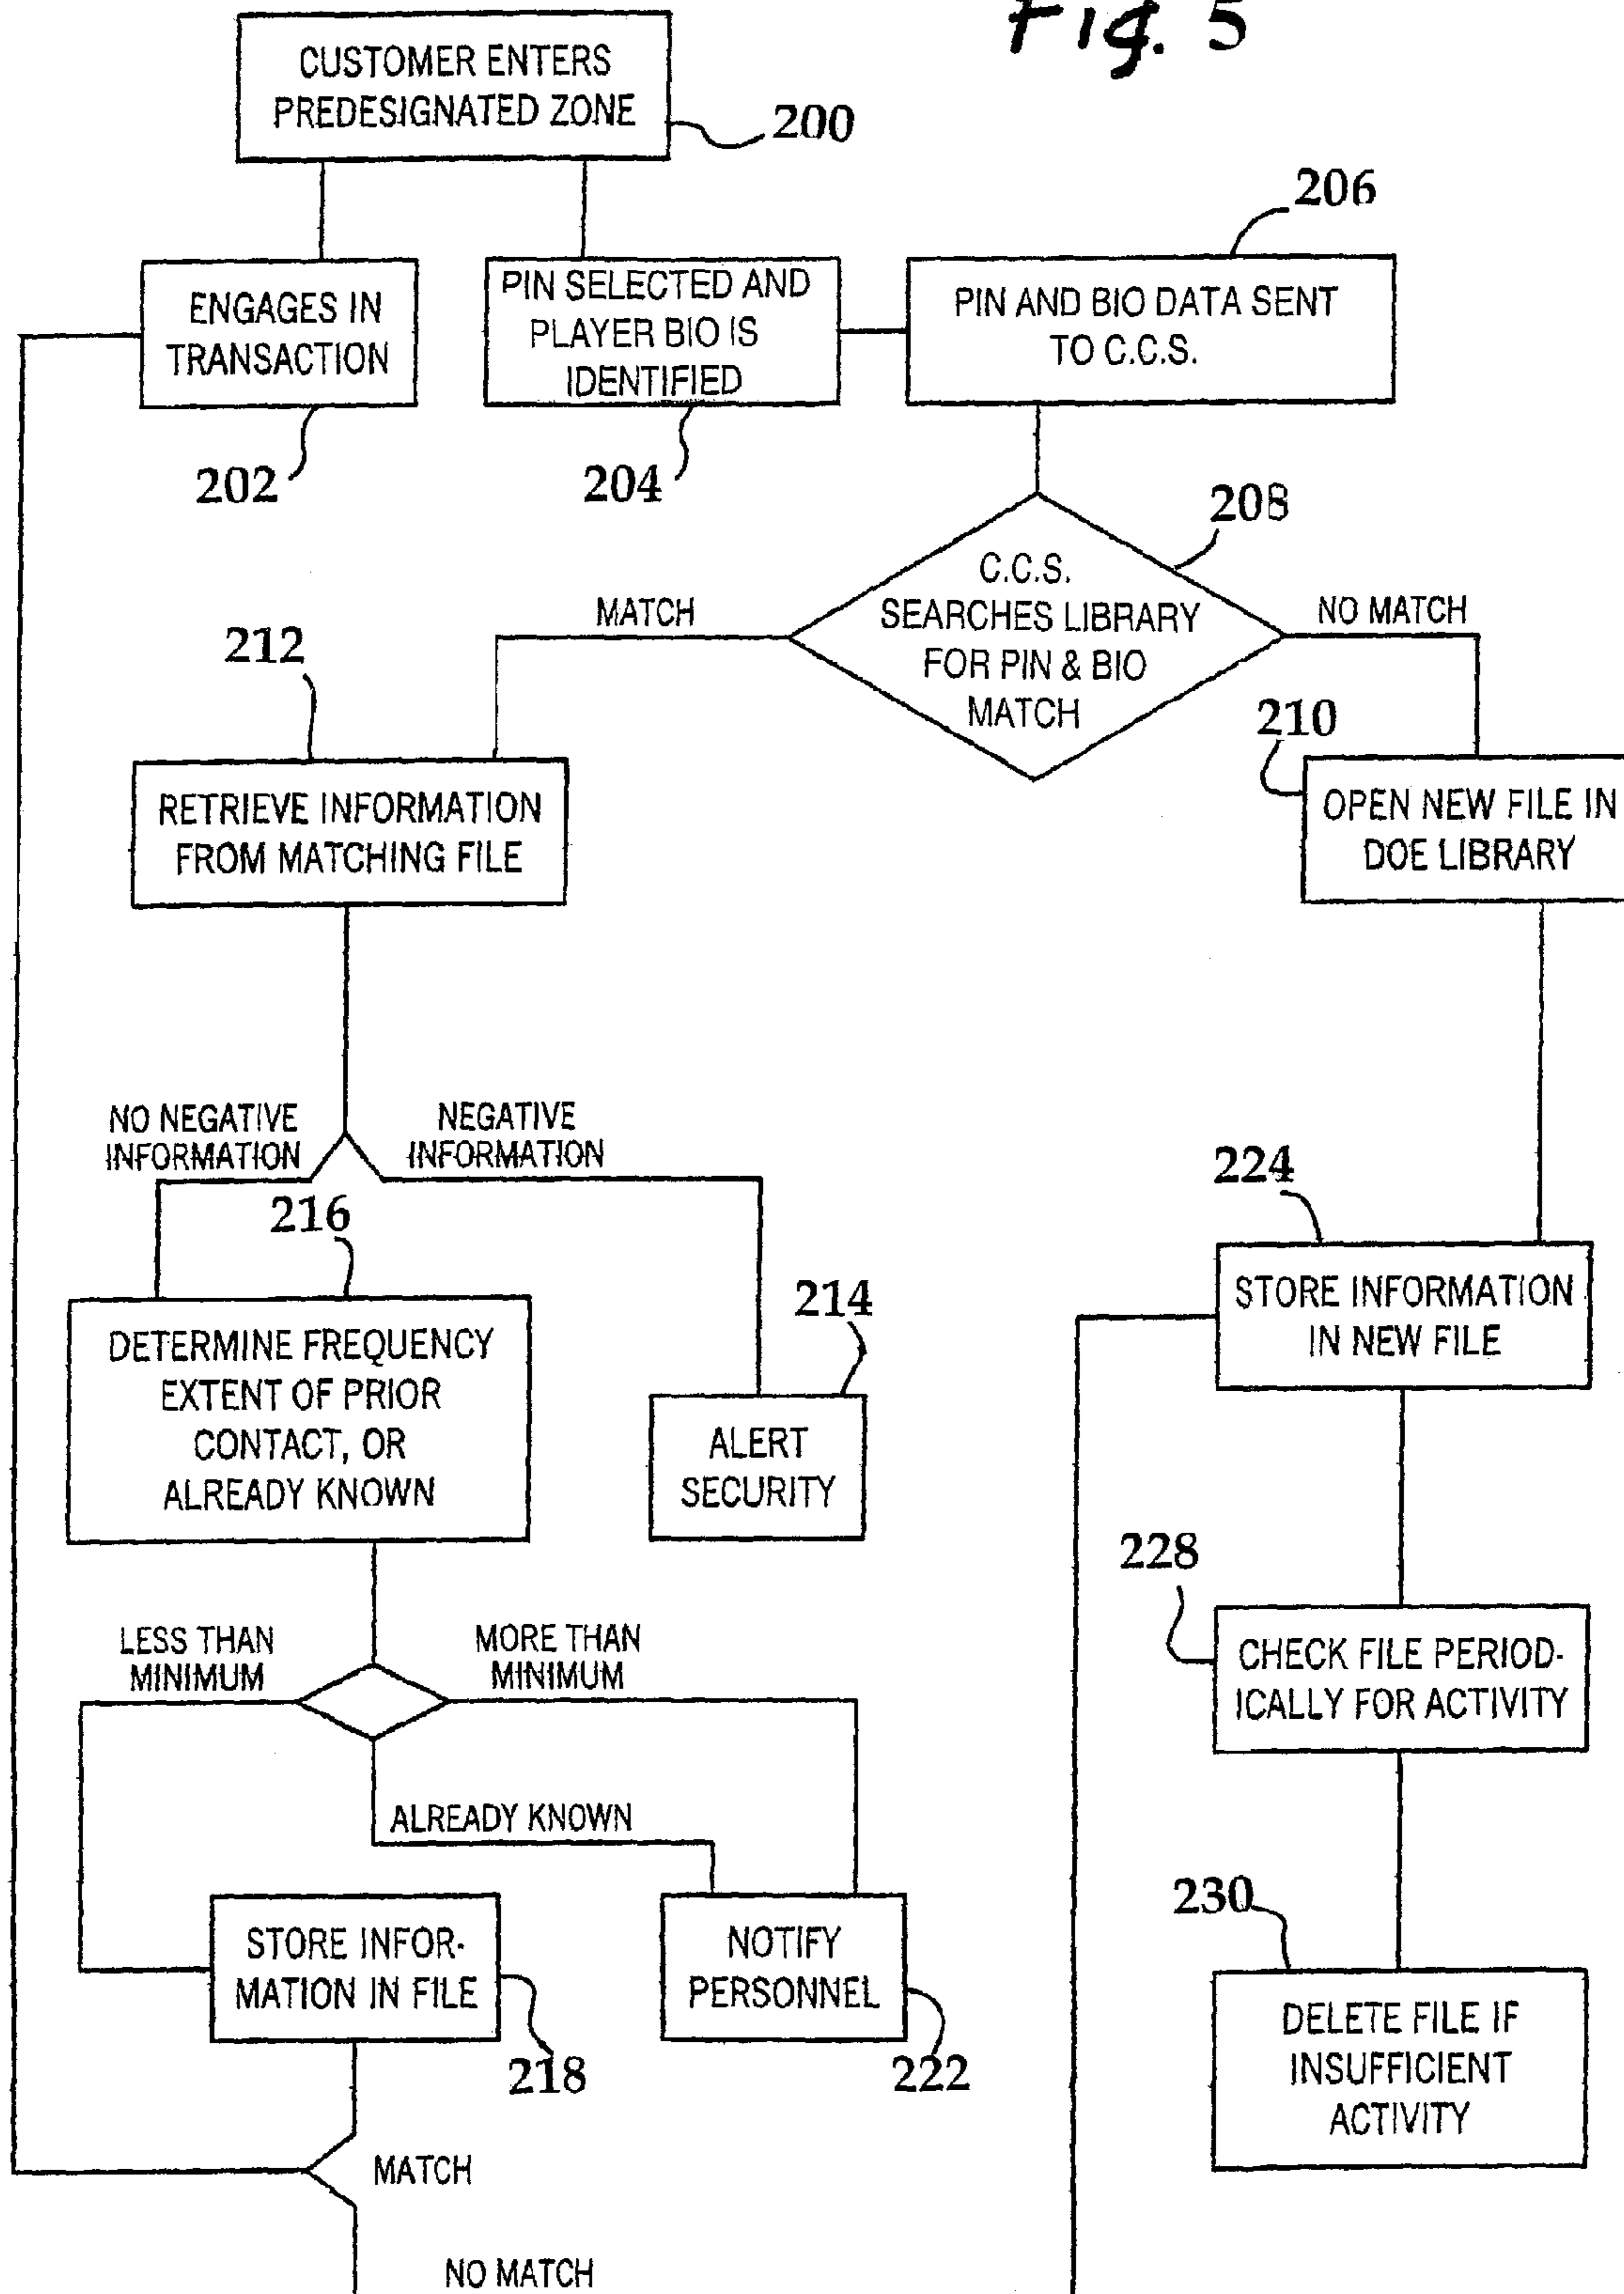 Fig. 5
CUSTOMER ENTERS
PREDESIGNATED ZONE
200
206
ENGAGES IN
TRANSACTION
202
PIN SELECTED AND
PLAYER BIO IS
IDENTIFIED
204
PIN AND BIO DATA SENT
TO C.C.S.
208
C.C.S.
SEARCHES LIBRARY
FOR PIN & BIO
MATCH
MATCH
NO MATCH
212
210
RETRIEVE INFORMATION
FROM MATCHING FILE
OPEN NEW FILE IN
DOE LIBRARY
NO NEGATIVE
INFORMATION
NEGATIVE
INFORMATION
216
224
214
DETERMINE FREQUENCY
EXTENT OF PRIOR
CONTACT, OR
ALREADY KNOWN
ALERT
SECURITY
STORE INFORMATION
IN NEW FILE
228
LESS THAN
MINIMUM
MORE THAN
MINIMUM
CHECK FILE PERIOD-
ICALLY FOR ACTIVITY
ALREADY KNOWN
230
STORE INFOR-
MATION IN FILE
218
NOTIFY
PERSONNEL
222
DELETE FILE IF
INSUFFICIENT
ACTIVITY
MATCH
NO MATCH